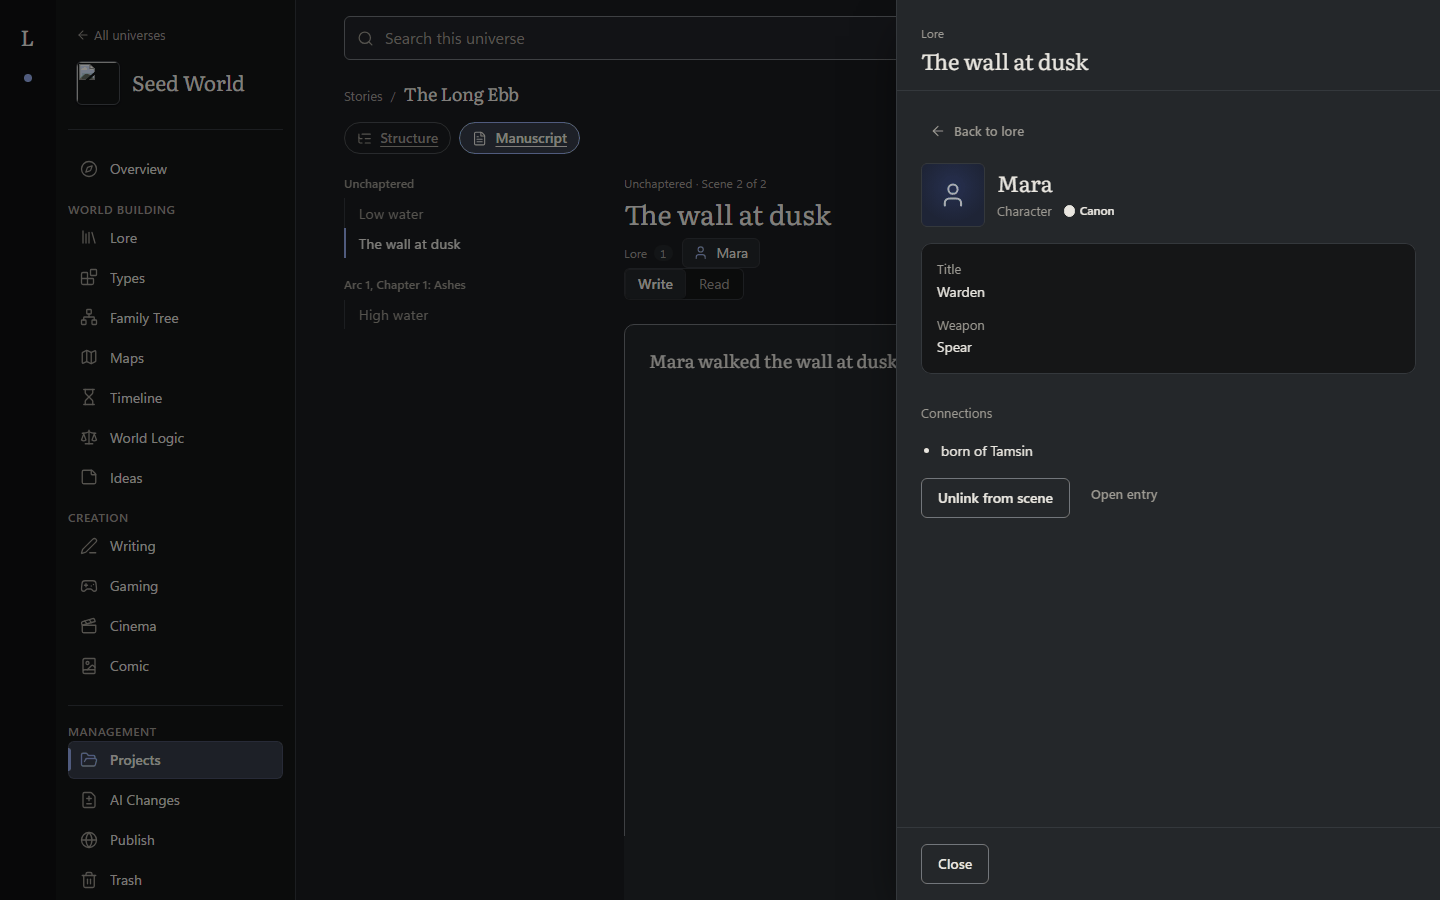 L
All universes
Seed World
Overview
WORLD BUILDING
Lore
Types
Family Tree
Maps
Timeline
World Logic
Ideas
CREATION
Writing
Gaming
Cinema
Comic
MANAGEMENT
Projects
AI Changes
Publish
Trash
Search this universe
Stories / The Long Ebb
Structure
Manuscript
Unchaptered
Low water
The wall at dusk
Arc 1, Chapter 1: Ashes
High water
Unchaptered · Scene 2 of 2
The wall at dusk
Lore 1 Mara
Write Read
Mara walked the wall at dusk
Lore
The wall at dusk
Back to lore
Mara
Character Canon
Title
Warden
Weapon
Spear
Connections
• born of Tamsin
Unlink from scene Open entry
Close